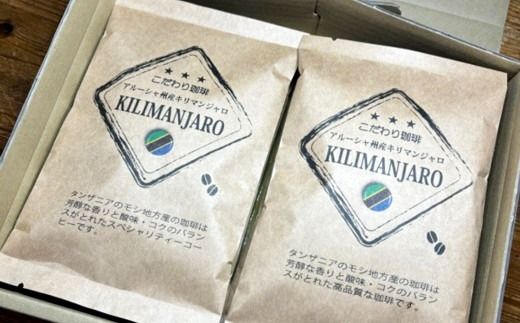 ★★★
こだわり珈琲
アルーシャ州産キリマンジャロ
KILIMANJARO
タンザニアのモシ地方産の珈琲は
芳醇な香りと酸味・コクのバラン
スがとれたスペシャリティーコー
ヒーです。
★★★
こだわり珈琲
アルーシャ州産キリマンジャロ
KILIMANJARO
タンザニアのモシ地方産の珈琲は
芳醇な香りと酸味・コクのバラン
スがとれた高品質な珈琲です。